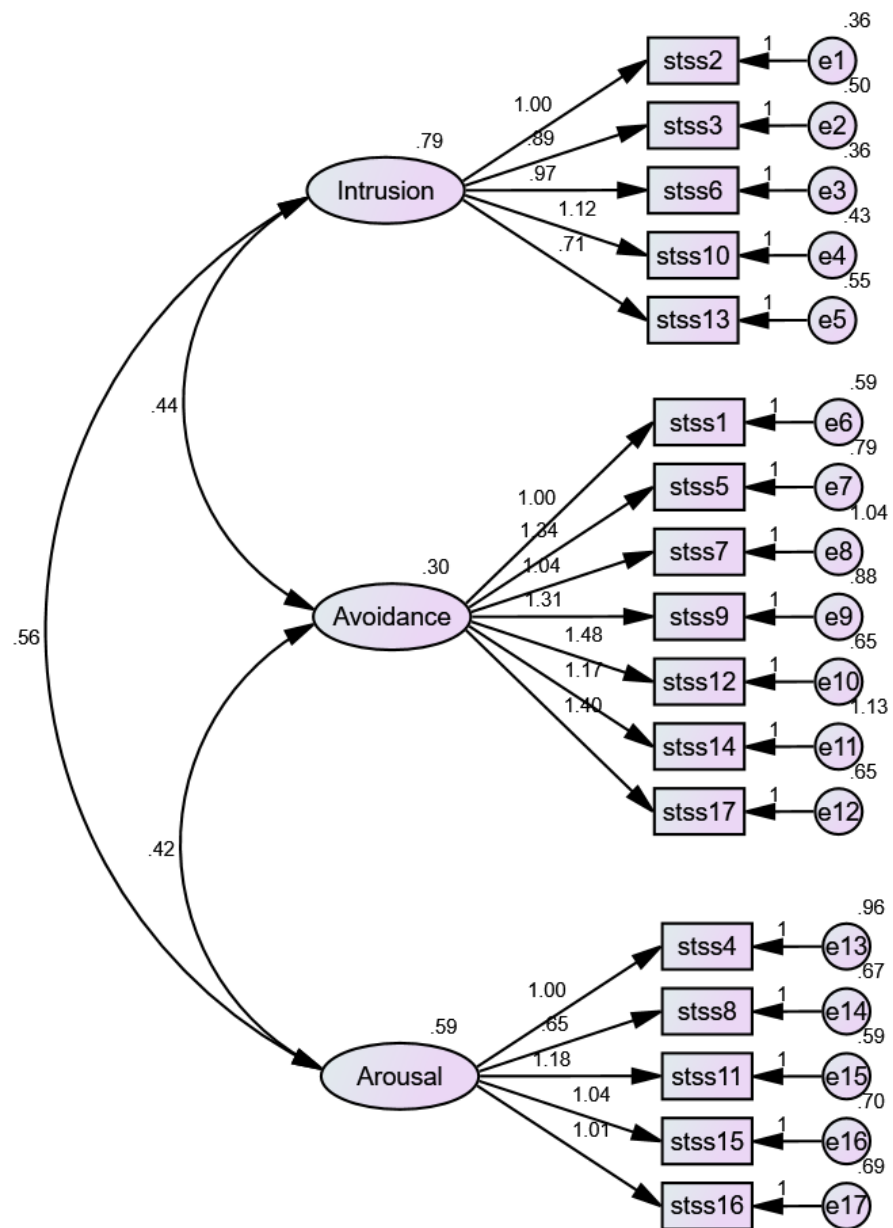 .36
stss2 1 e1
1.00 .50
stss3 1 e2
.79 .89 .36
Intrusion .97 stss6 1 e3
1.12 .43
stss10 1 e4
.71 .55
stss13 1 e5
.59
.44 stss1 1 e6
.79
1.00 stss5 1 e7
1.34 1.04
stss7 1 e8
.30 1.04 .88
Avoidance 1.31 stss9 1 e9
.56 1.48 .65
1.17 stss12 1 e10
1.40 1.13
stss14 1 e11
.65
stss17 1 e12
.42
.96
stss4 1 e13
1.00 .67
.59 .65 stss8 1 e14
1.18 .59
Arousal stss11 1 e15
1.04 .70
1.01 stss15 1 e16
.69
stss16 1 e17